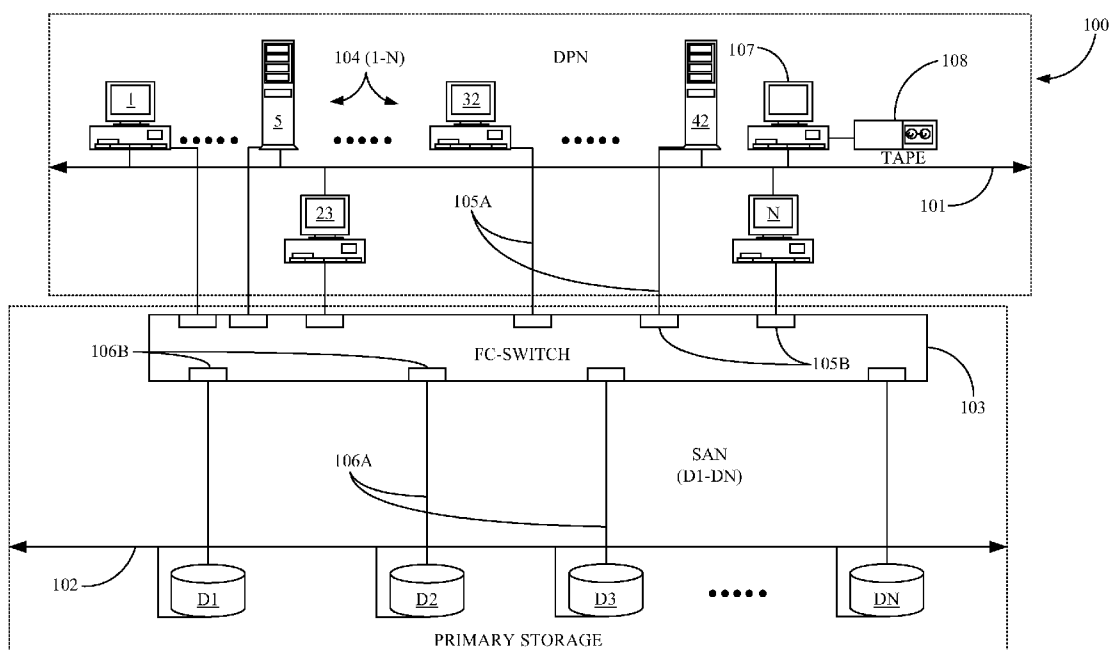 100
DPN
104 (1-N)
107
108
1
5
32
42
TAPE
101
23
105A
N
106B
FC-SWITCH
105B
103
106A
SAN
(D1-DN)
102
D1
D2
D3
DN
PRIMARY STORAGE